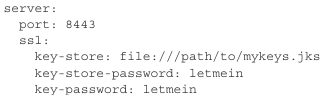 server:
  port: 8443
  ssl:
    key-store: file:///path/to/mykeys.jks
    key-store-password: letmein
    key-password: letmein